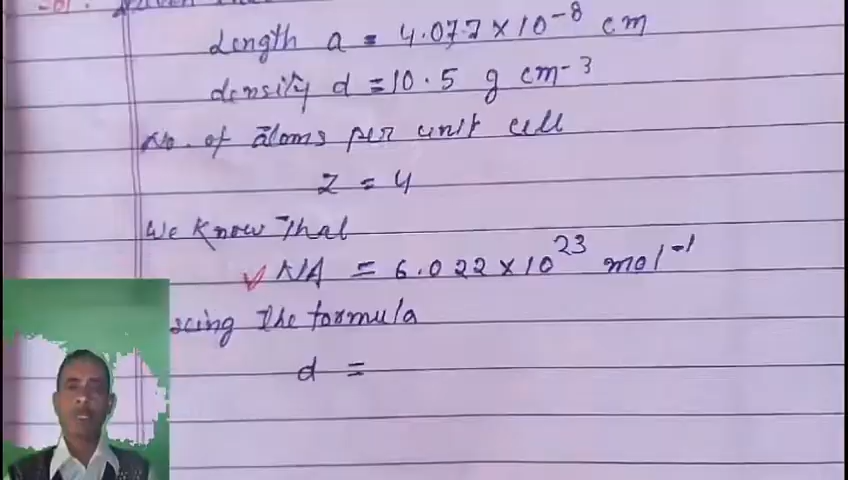 Length a = 4.077×10⁻⁸ cm
density d =10.5 g cm⁻³
No. of atoms per unit cell
Z = 4
We know That
✓ NA = 6.022×10²³ mol⁻¹
The formula
d =